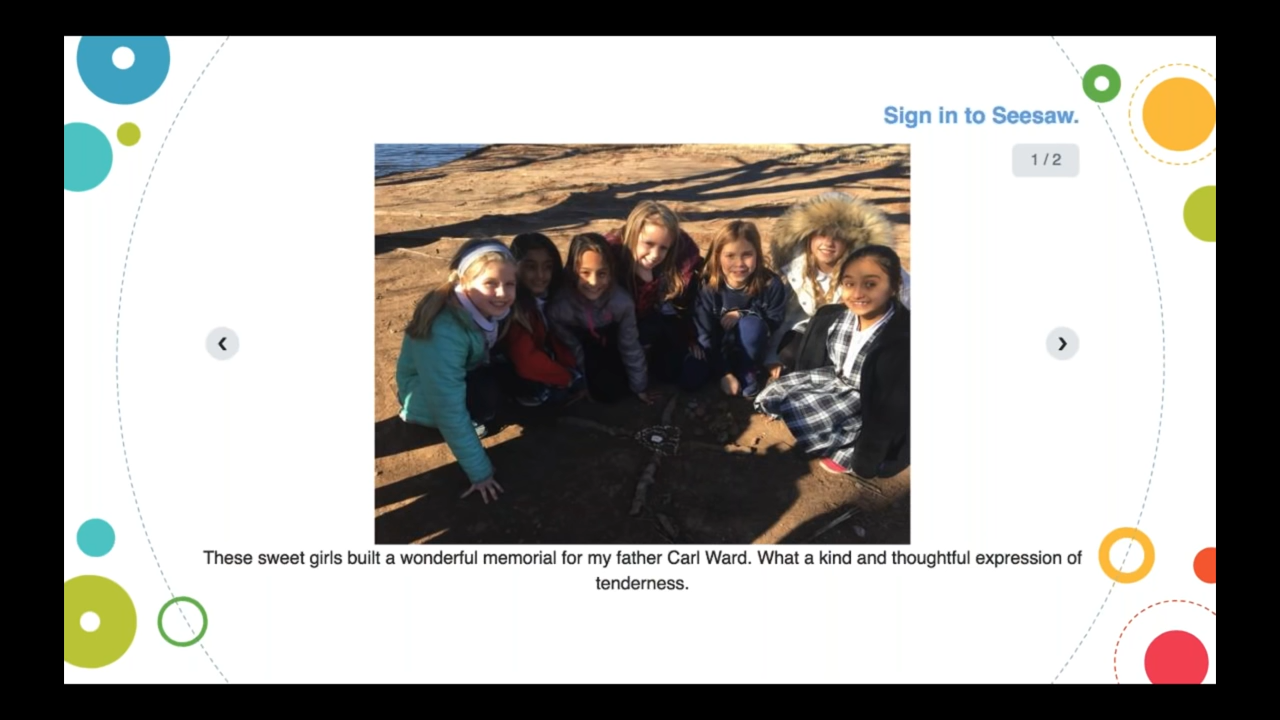 Sign in to Seesaw.
1 / 2
These sweet girls built a wonderful memorial for my father Carl Ward. What a kind and thoughtful expression of
tenderness.